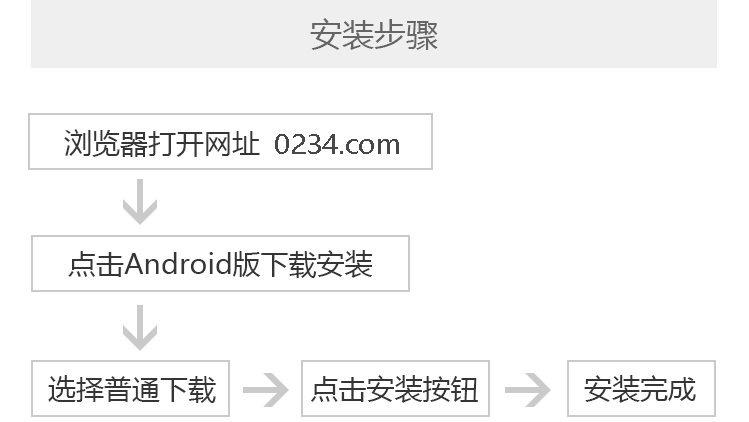 安装步骤
浏览器打开网址 0234.com
点击Android版下载安装
选择普通下载
点击安装按钮
安装完成